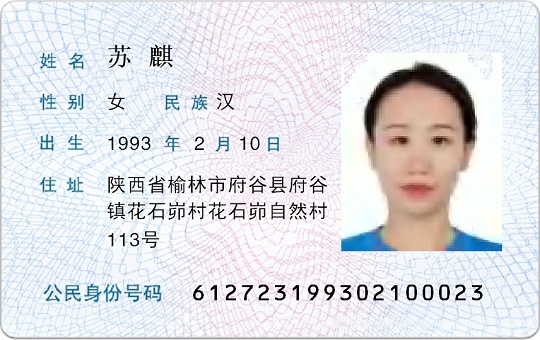 姓名 苏麒
性别 女 民族 汉
出生 1993 年 2 月 10 日
住址 陕西省榆林市府谷县府谷
镇花石峁村花石峁自然村
113号
公民身份号码 612723199302100023